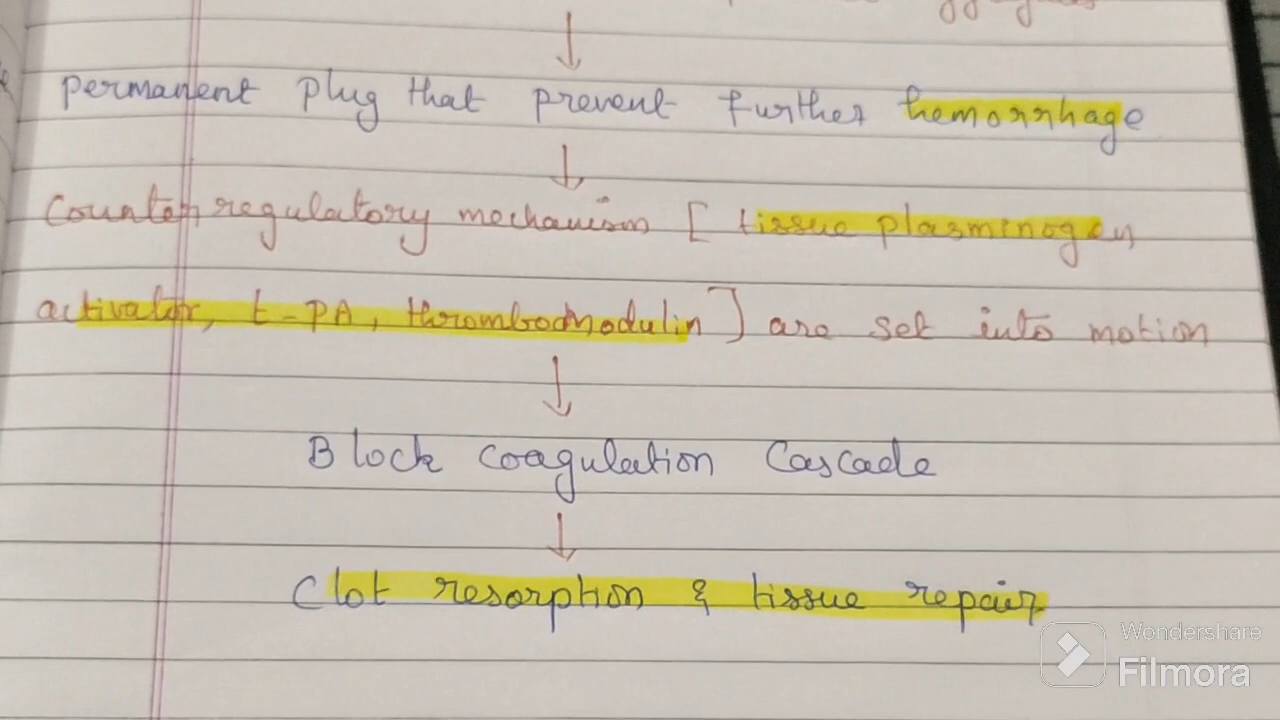 permanent plug that prevent further hemorrhage
Counter regulatory mechanism [ tissue plasminogen
activator, t-PA, thrombomodulin ] are set into motion
Block coagulation Cascade
Clot resorption & tissue repair
Wondershare
Filmora